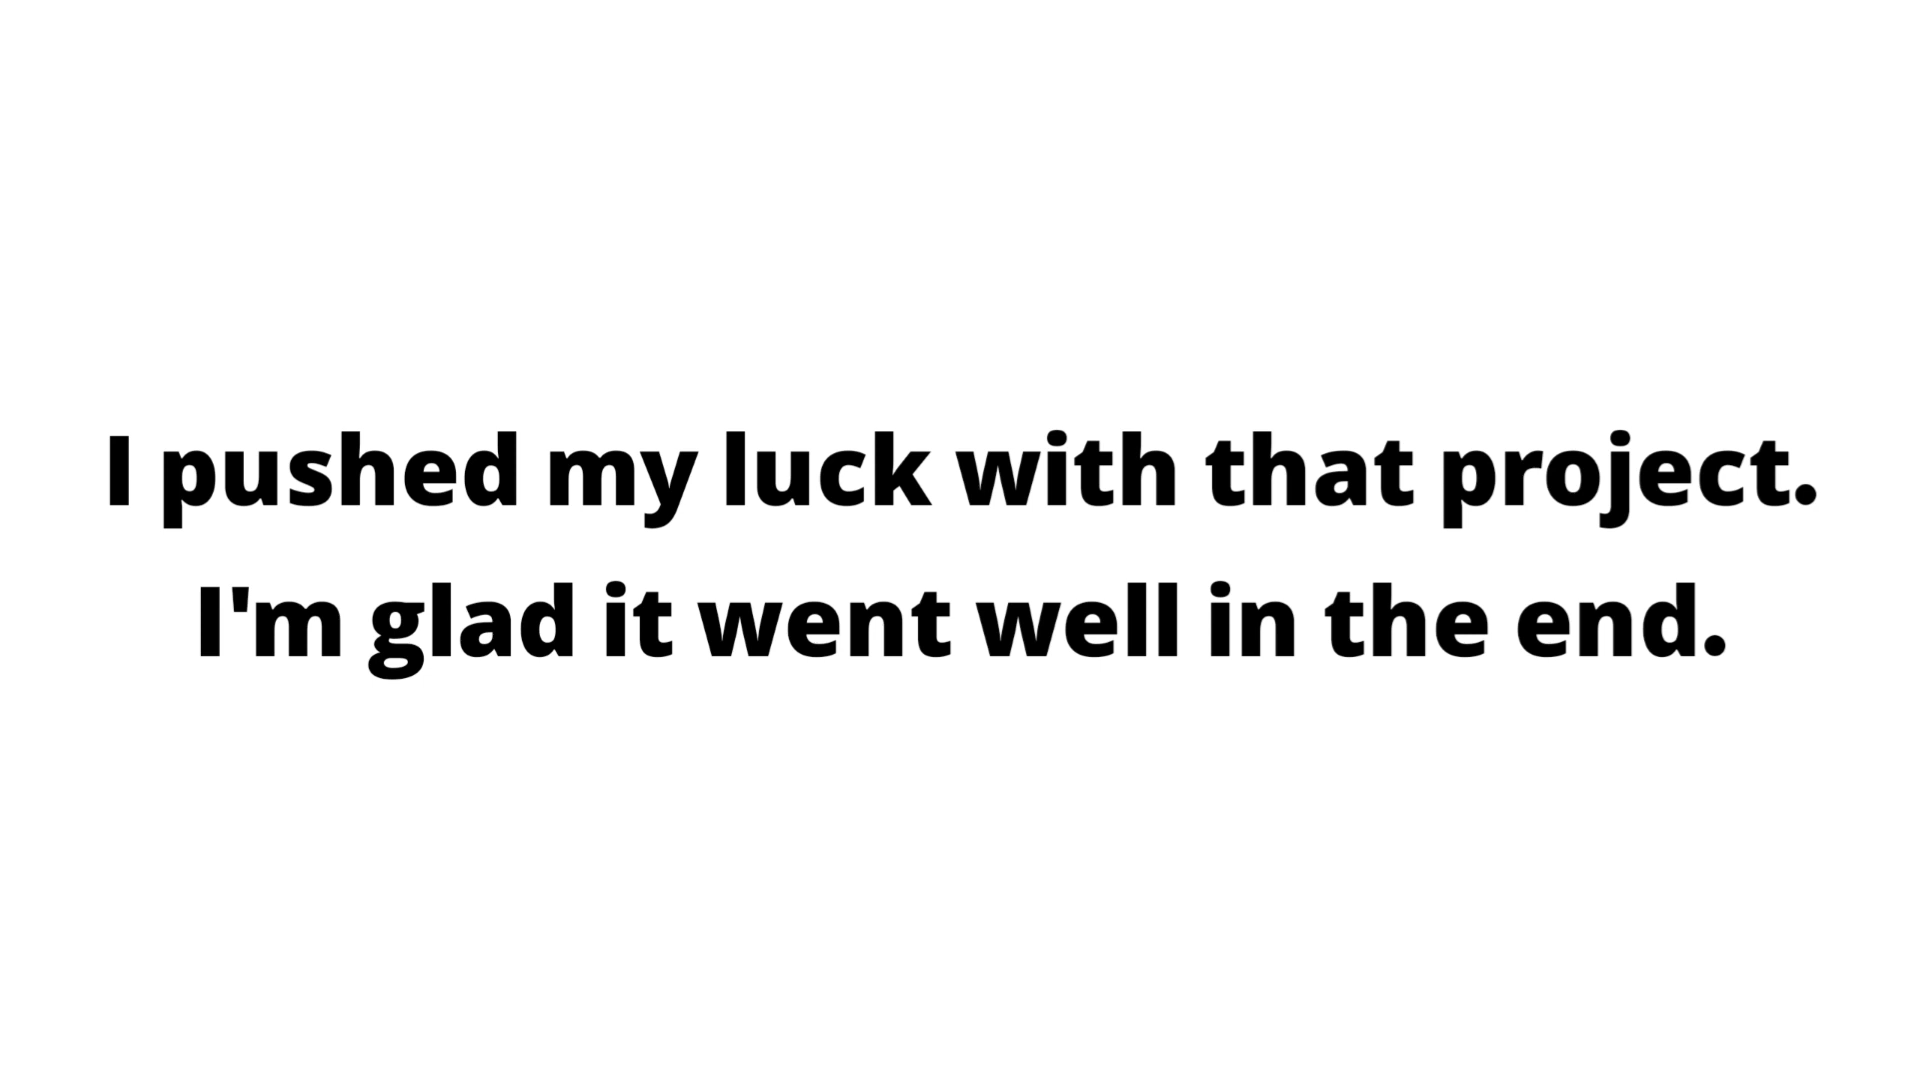 I pushed my luck with that project.
I'm glad it went well in the end.